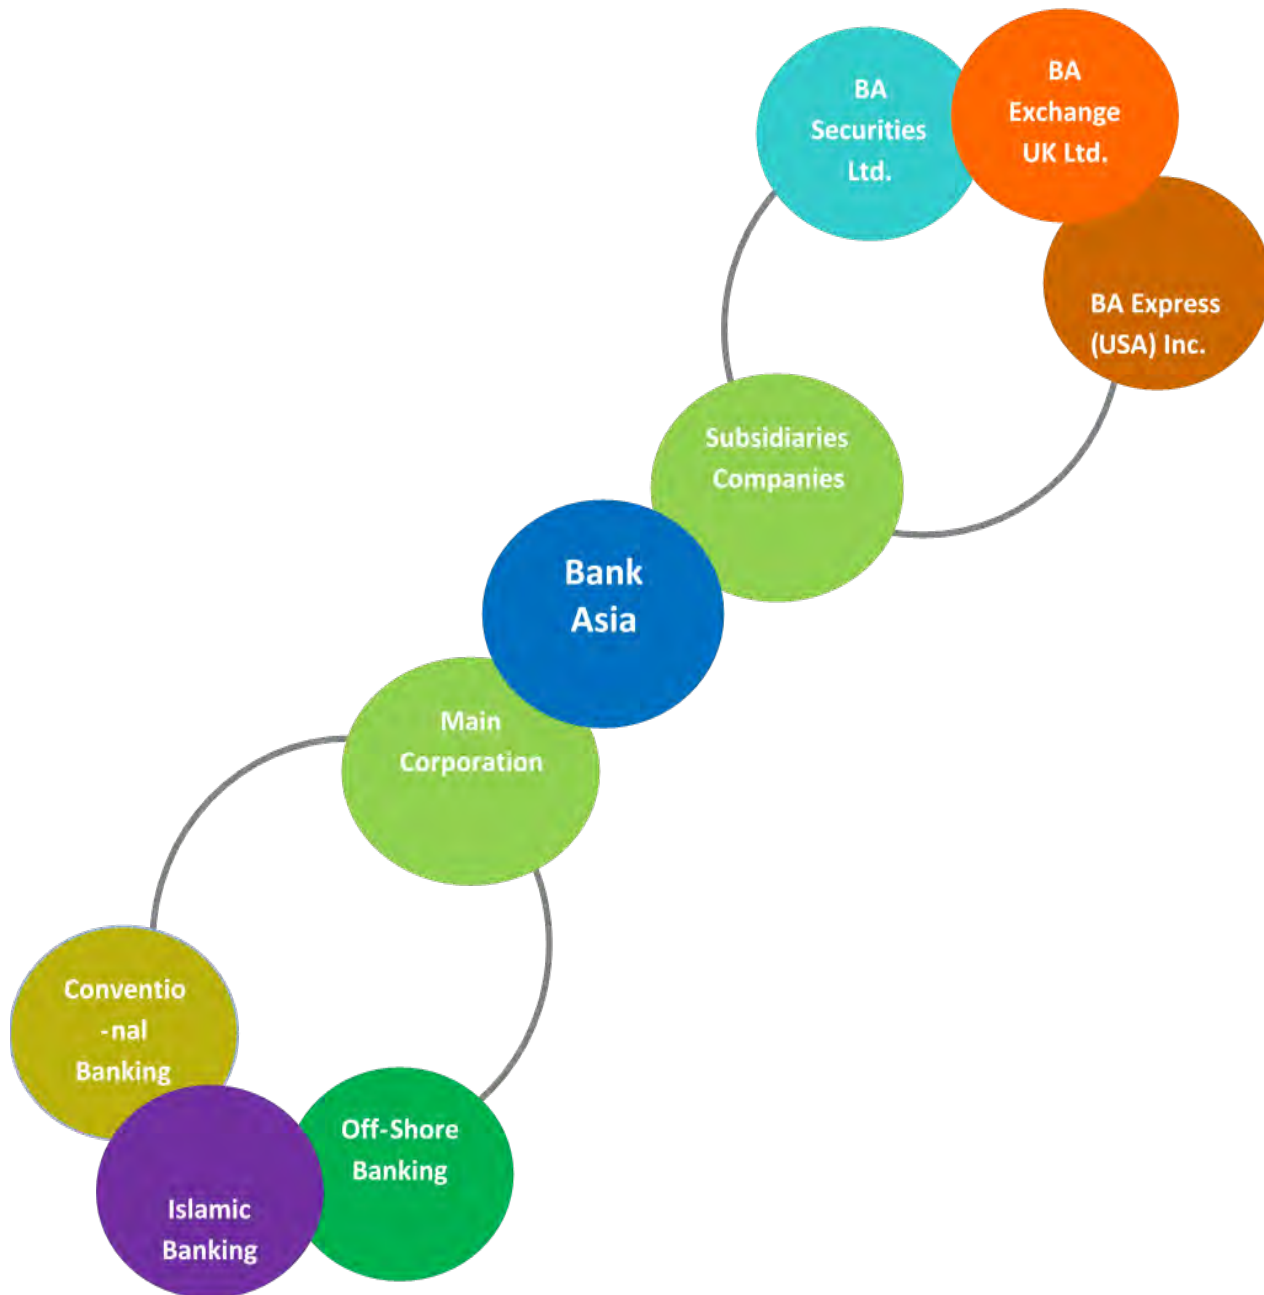 BA
Securities
Ltd.
BA
Exchange
UK Ltd.
BA Express
(USA) Inc.
Subsidiaries
Companies
Bank
Asia
Main
Corporation
Conventio
-nal
Banking
Off-Shore
Banking
Islamic
Banking